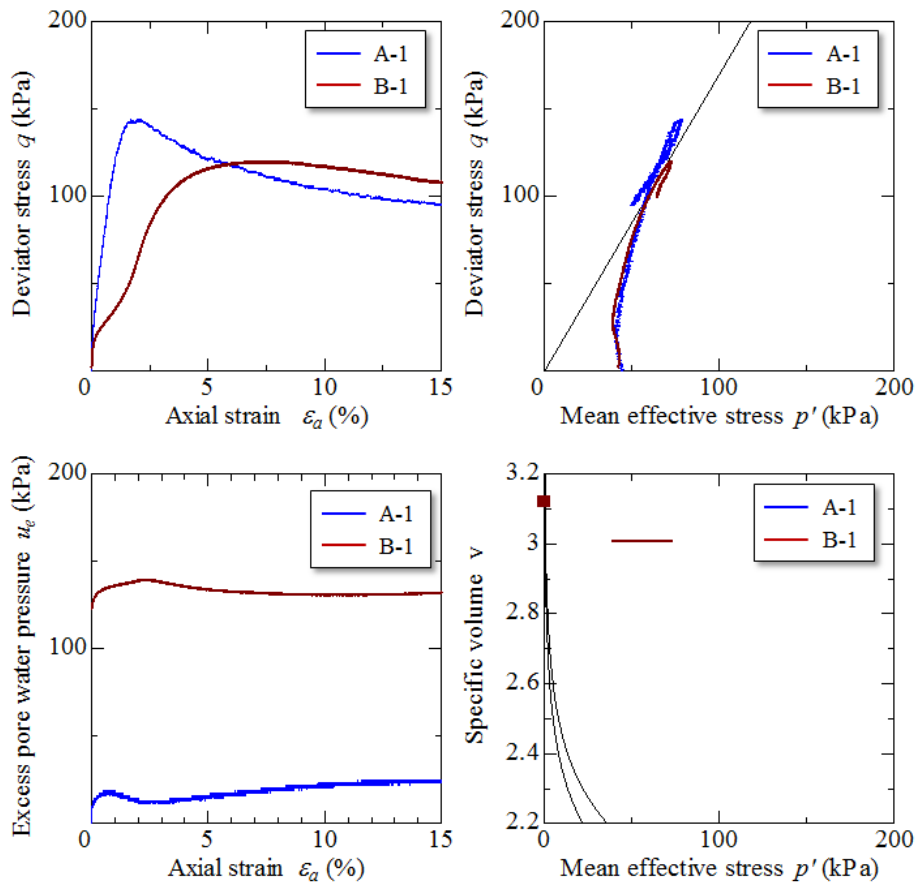 200
100
Deviator stress q (kPa)
A-1
B-1
0 5 10 15
Axial strain εa (%)
200
100
Deviator stress q (kPa)
A-1
B-1
0 100 200
Mean effective stress p' (kPa)
200
100
Excess pore water pressure ue (kPa)
A-1
B-1
0 5 10 15
Axial strain εa (%)
3.2
3
2.8
2.6
2.4
2.2
Specific volume v
A-1
B-1
0 100 200
Mean effective stress p' (kPa)